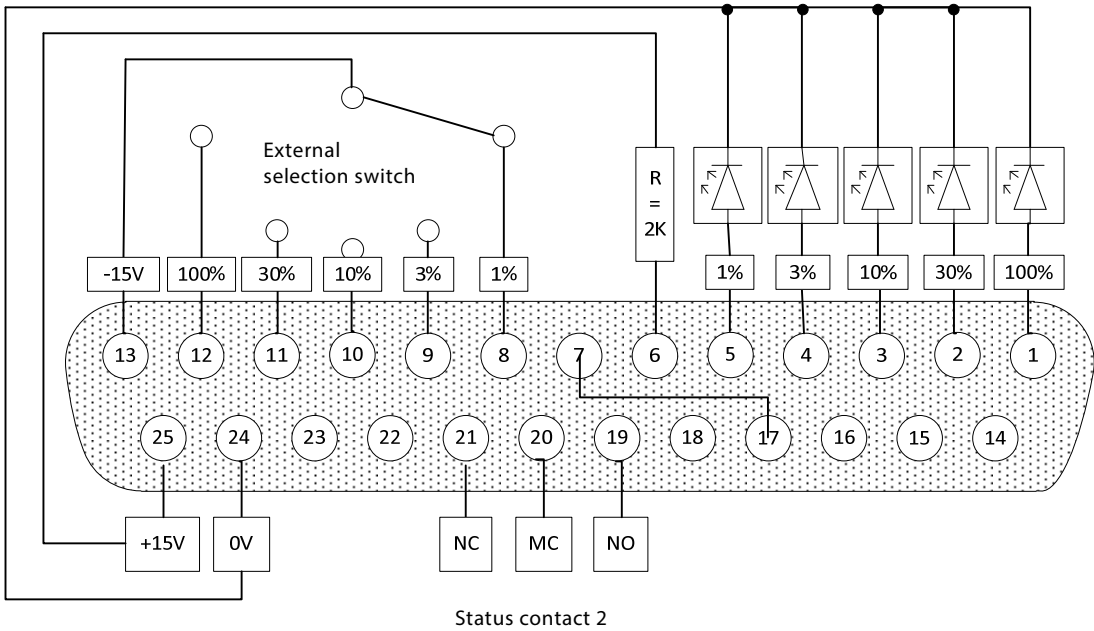 External
selection switch
R
=
2K
-15V 100% 30% 10% 3% 1% 1% 3% 10% 30% 100%
13 12 11 10 9 8 7 6 5 4 3 2 1
25 24 23 22 21 20 19 18 17 16 15 14
+15V 0V NC MC NO
Status contact 2